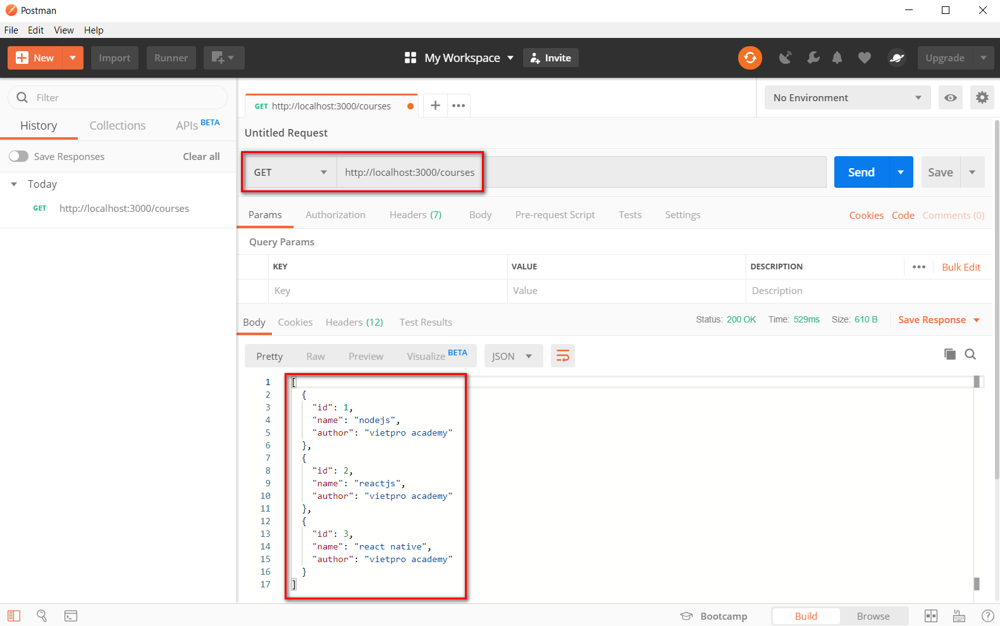 Postman
File Edit View Help
New Import Runner My Workspace Invite Upgrade
Filter
History Collections APIs BETA
Save Responses Clear all
Today
GET http://localhost:3000/courses
GET http://localhost:3000/courses
No Environment
Untitled Request
GET http://localhost:3000/courses Send Save
Params Authorization Headers (7) Body Pre-request Script Tests Settings Cookies Code Comments (0)
Query Params
KEY VALUE DESCRIPTION Bulk Edit
Key Value Description
Body Cookies Headers (12) Test Results Status: 200 OK Time: 529ms Size: 610 B Save Response
Pretty Raw Preview Visualize BETA JSON
1 [
2 {
3 "id": 1,
4 "name": "nodejs",
5 "author": "vietpro academy"
6 },
7 {
8 "id": 2,
9 "name": "reactjs",
10 "author": "vietpro academy"
11 },
12 {
13 "id": 3,
14 "name": "react native",
15 "author": "vietpro academy"
16 }
17 ]
Bootcamp Build Browse ?